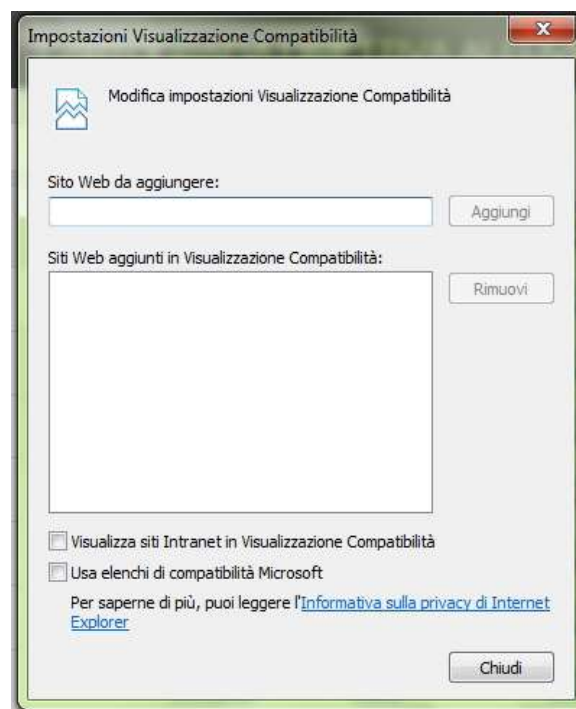 Impostazioni Visualizzazione Compatibilità
Modifica impostazioni Visualizzazione Compatibilità
Sito Web da aggiungere:
Aggiungi
Siti Web aggiunti in Visualizzazione Compatibilità:
Rimuovi
Visualizza siti Intranet in Visualizzazione Compatibilità
Usa elenchi di compatibilità Microsoft
Per saperne di più, puoi leggere l'Informativa sulla privacy di Internet
Explorer
Chiudi